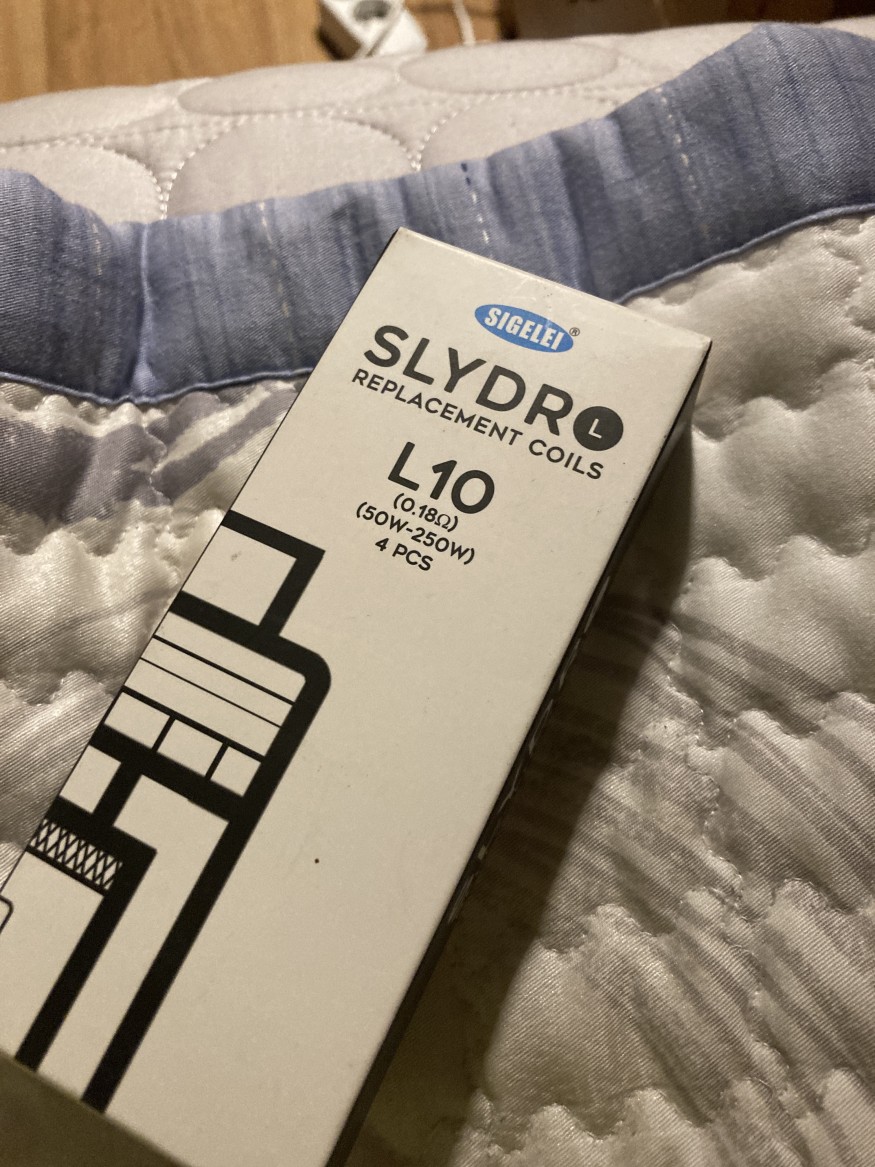 SIGELEI®
SLYDR L
REPLACEMENT COILS
L10
(0.18Ω)
(50W-250W)
4 PCS